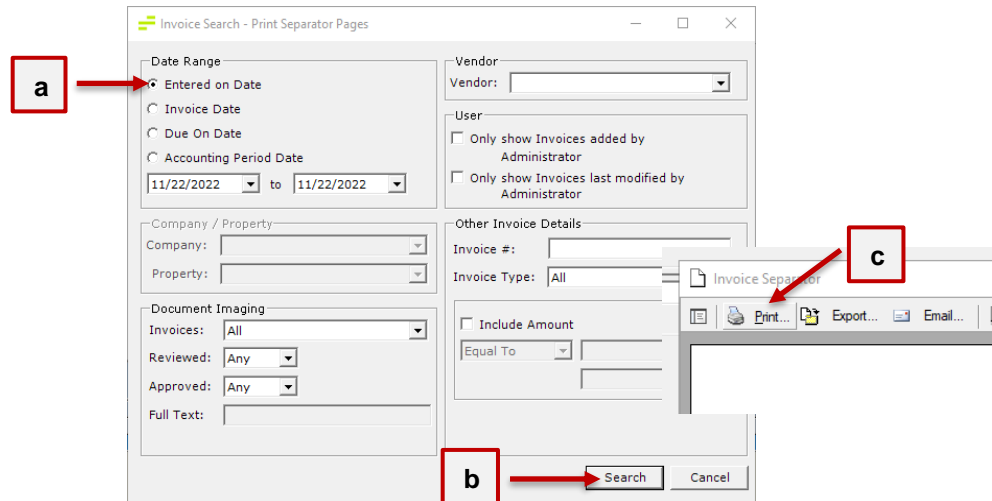 Invoice Search - Print Separator Pages
a
Date Range
Entered on Date
Invoice Date
Due On Date
Accounting Period Date
11/22/2022 to 11/22/2022
Vendor
Vendor:
User
Only show Invoices added by
Administrator
Only show Invoices last modified by
Administrator
Company / Property
Company:
Property:
Document Imaging
Invoices: All
Reviewed: Any
Approved: Any
Full Text:
Other Invoice Details
Invoice #:
Invoice Type: All
Include Amount
Equal To
b
Search Cancel
c
Invoice Separator
Print... Export... Email...